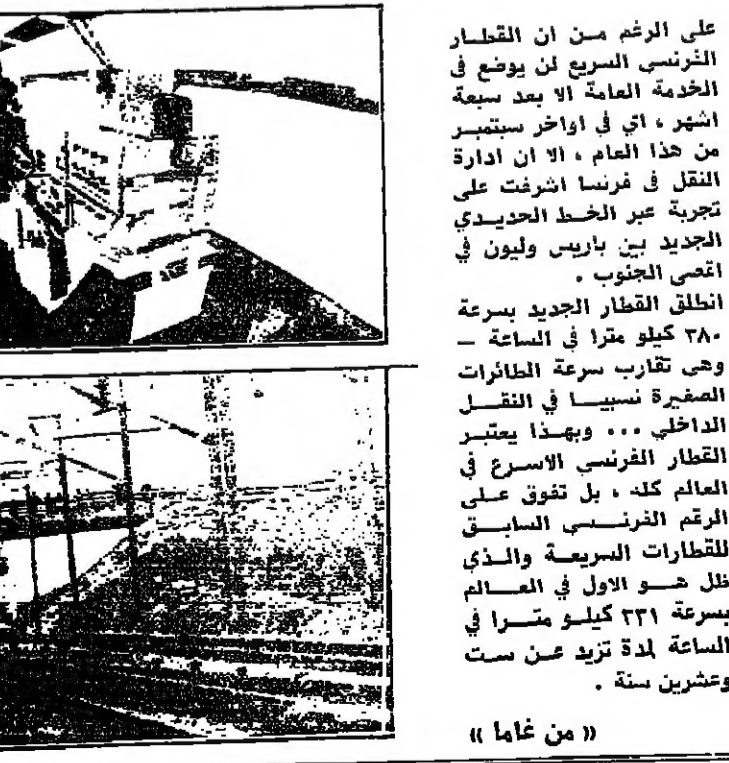 على الرغم من ان القطار
الفرنسي السريع لن يوضع في
الخدمة العامة الا بعد سبعة
اشهر ، اي في اواخر سبتمبر
من هذا العام ، الا ان ادارة
النقل في فرنسا اشرفت على
تجربة عبر الخط الحديدي
الجديد بين باريس وليون في
اقصى الجنوب .
انطلق القطار الجديد بسرعة
٣٨٠ كيلو مترا في الساعة –
وهى تقارب سرعة الطائرات
الصغيرة نسبيا في النقل
الداخلي ... وبهذا يعتبر
القطار الفرنسي الاسرع في
العالم كله ، بل تفوق على
الرقم الفرنسي السابق
للقطارات السريعة والذي
ظل هو الاول في العالم
بسرعة ٢٣١ كيلو مترا في
الساعة لمدة تزيد عن ست
وعشرين سنة .
« من غاما »